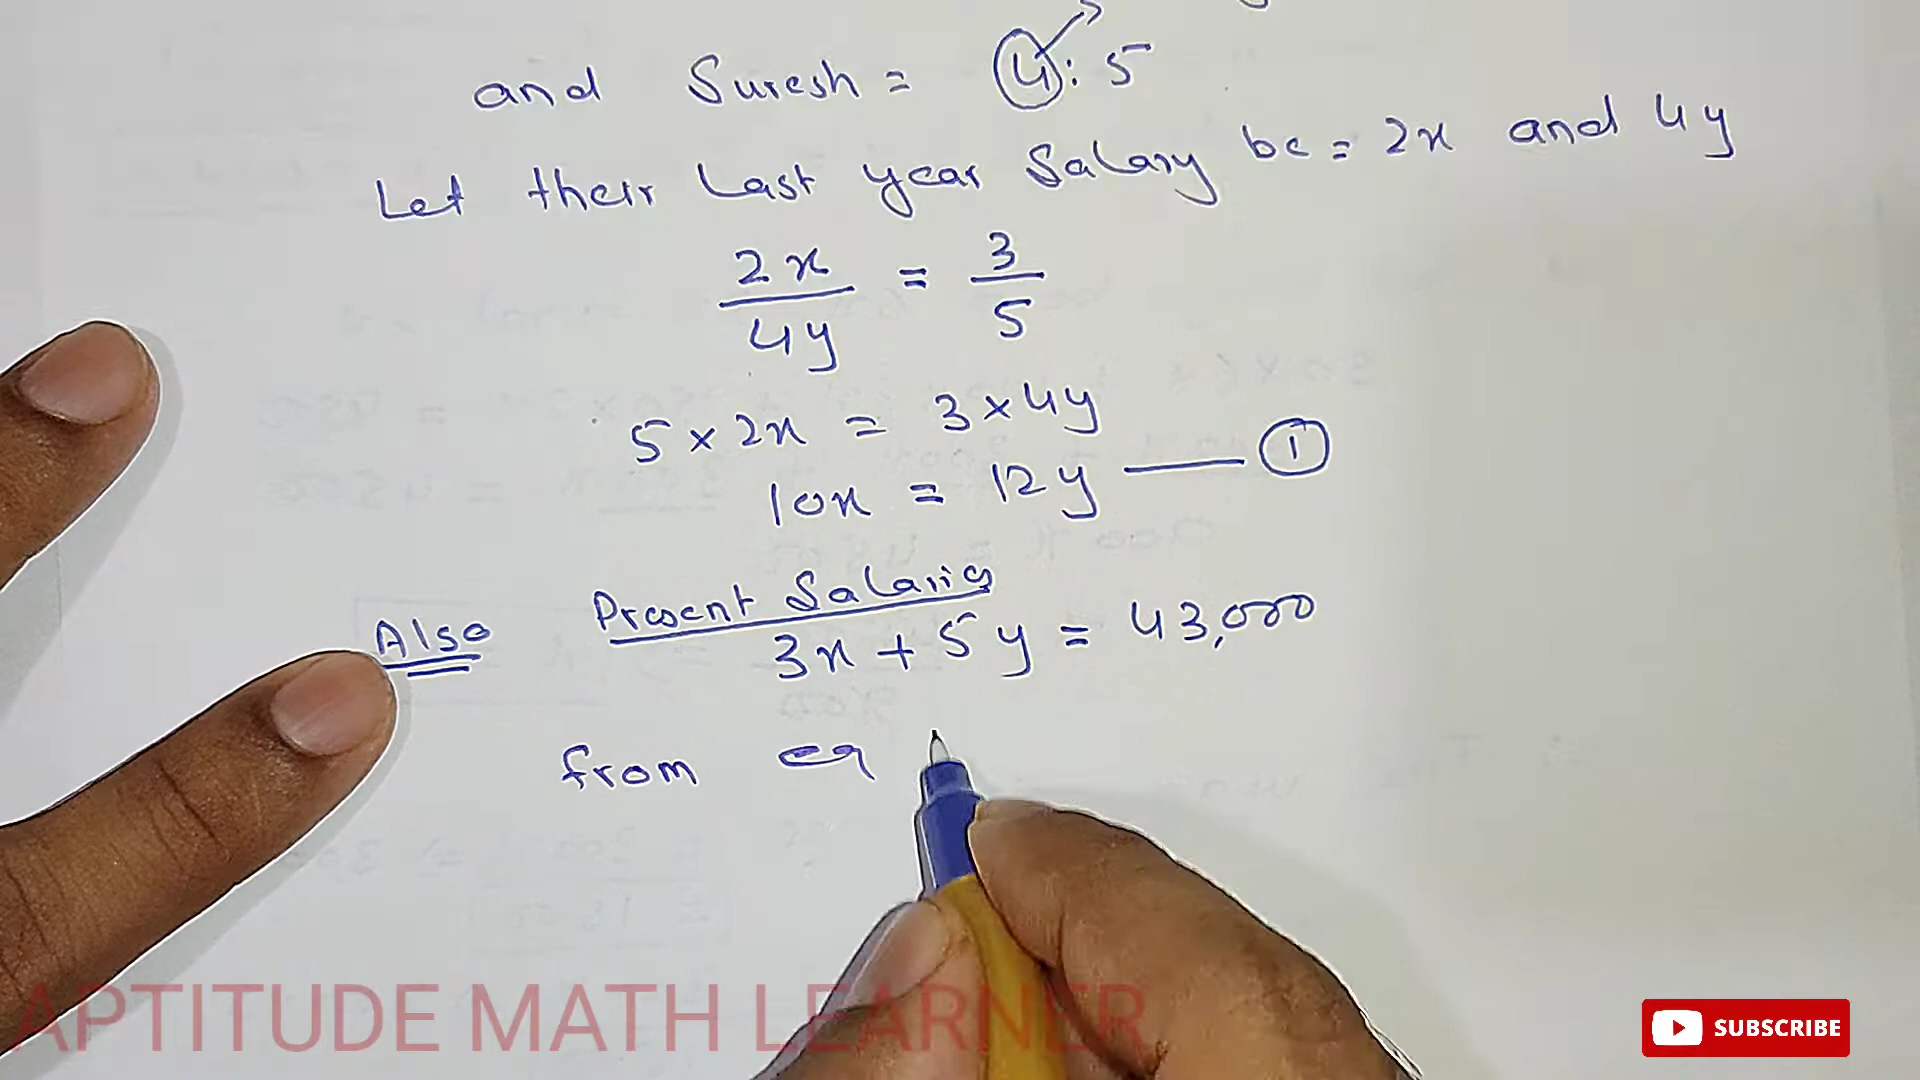 and Suresh = 4 : 5
Let their Last year Salary be = 2x and 4y
2x/4y = 3/5
5 × 2x = 3 × 4y
10x = 12y — 1
Also Present Salaries
3x + 5y = 43,000
from eq
APTITUDE MATH LEARNER
SUBSCRIBE